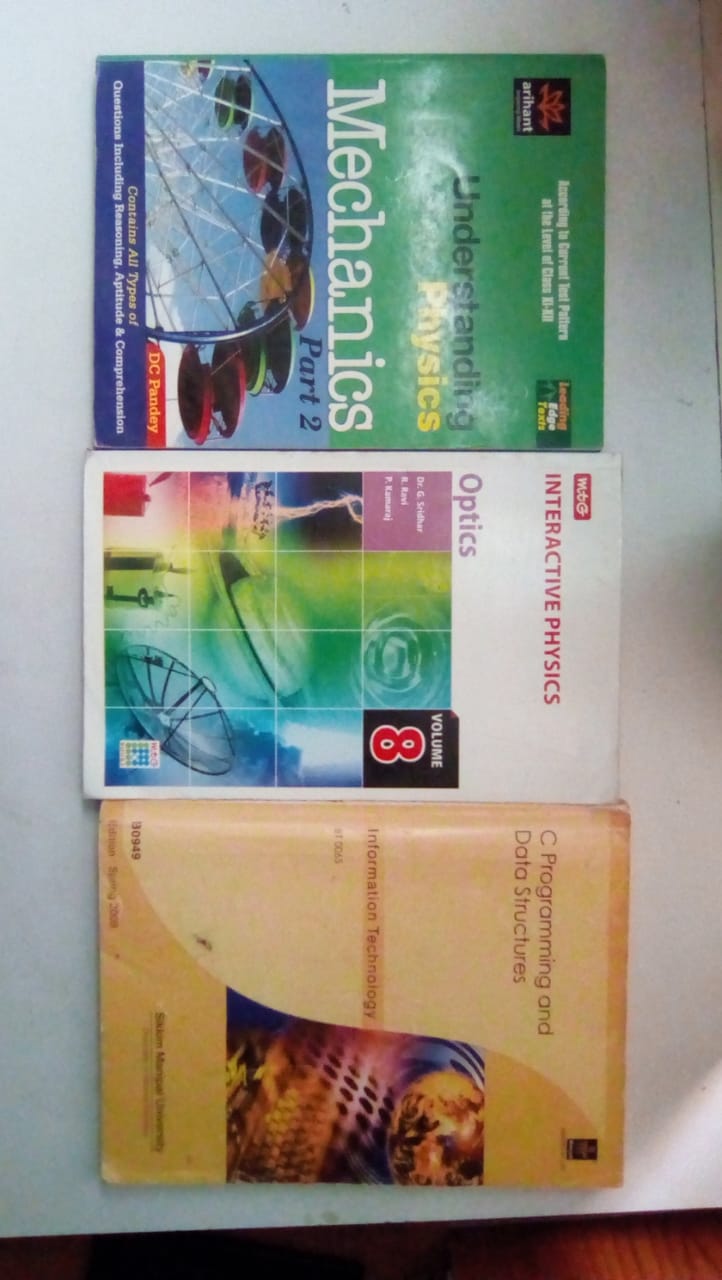 arihant
According to Current Test Pattern
at the Level of Class XI-XII
Leading
Edge
Texts
Understanding
Physics
Mechanics
Part 2
DC Pandey
Contains All Types of
Questions Including Reasoning, Aptitude & Comprehension
mtG
INTERACTIVE PHYSICS
Optics
Dr. G. Sridhar
R. Ravi
P. Kamaraj
VOLUME
8
C Programming and
Data Structures
Information Technology
BT 0065
B0949
Edition : Spring 2009
Sikkim Manipal University